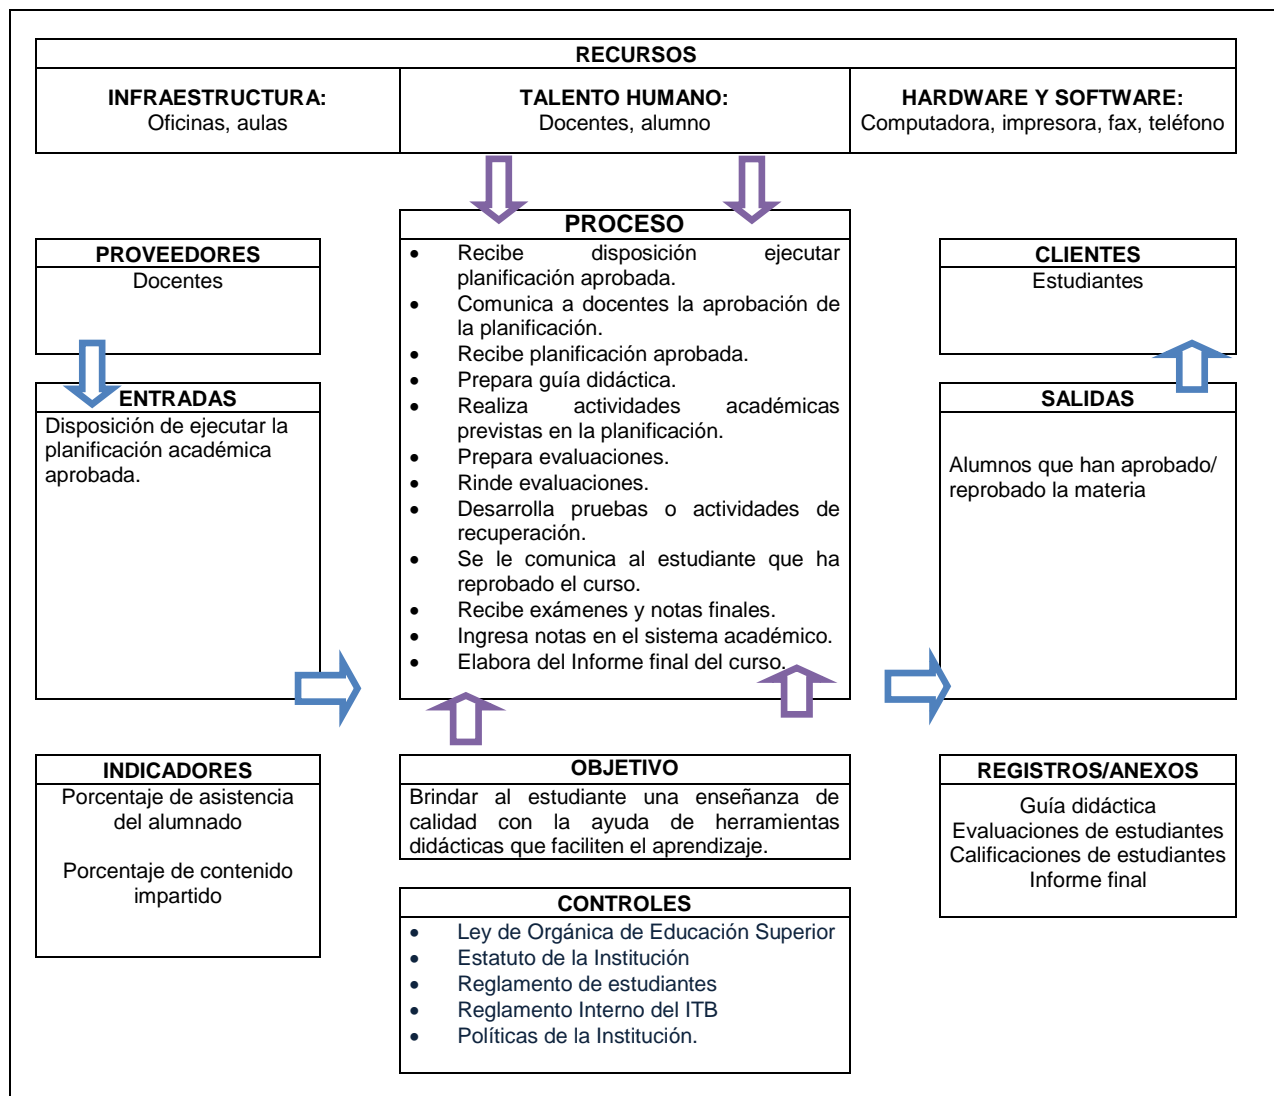 RECURSOS
INFRAESTRUCTURA:
Oficinas, aulas
TALENTO HUMANO:
Docentes, alumno
HARDWARE Y SOFTWARE:
Computadora, impresora, fax, teléfono
PROVEEDORES
Docentes
ENTRADAS
Disposición de ejecutar la
planificación académica
aprobada.
PROCESO
• Recibe disposición ejecutar
planificación aprobada.
• Comunica a docentes la aprobación de
la planificación.
• Recibe planificación aprobada.
• Prepara guía didáctica.
• Realiza actividades académicas
previstas en la planificación.
• Prepara evaluaciones.
• Rinde evaluaciones.
• Desarrolla pruebas o actividades de
recuperación.
• Se le comunica al estudiante que ha
reprobado el curso.
• Recibe exámenes y notas finales.
• Ingresa notas en el sistema académico.
• Elabora del Informe final del curso.
CLIENTES
Estudiantes
SALIDAS
Alumnos que han aprobado/
reprobado la materia
INDICADORES
Porcentaje de asistencia
del alumnado
Porcentaje de contenido
impartido
OBJETIVO
Brindar al estudiante una enseñanza de
calidad con la ayuda de herramientas
didácticas que faciliten el aprendizaje.
CONTROLES
• Ley de Orgánica de Educación Superior
• Estatuto de la Institución
• Reglamento de estudiantes
• Reglamento Interno del ITB
• Políticas de la Institución.
REGISTROS/ANEXOS
Guía didáctica
Evaluaciones de estudiantes
Calificaciones de estudiantes
Informe final